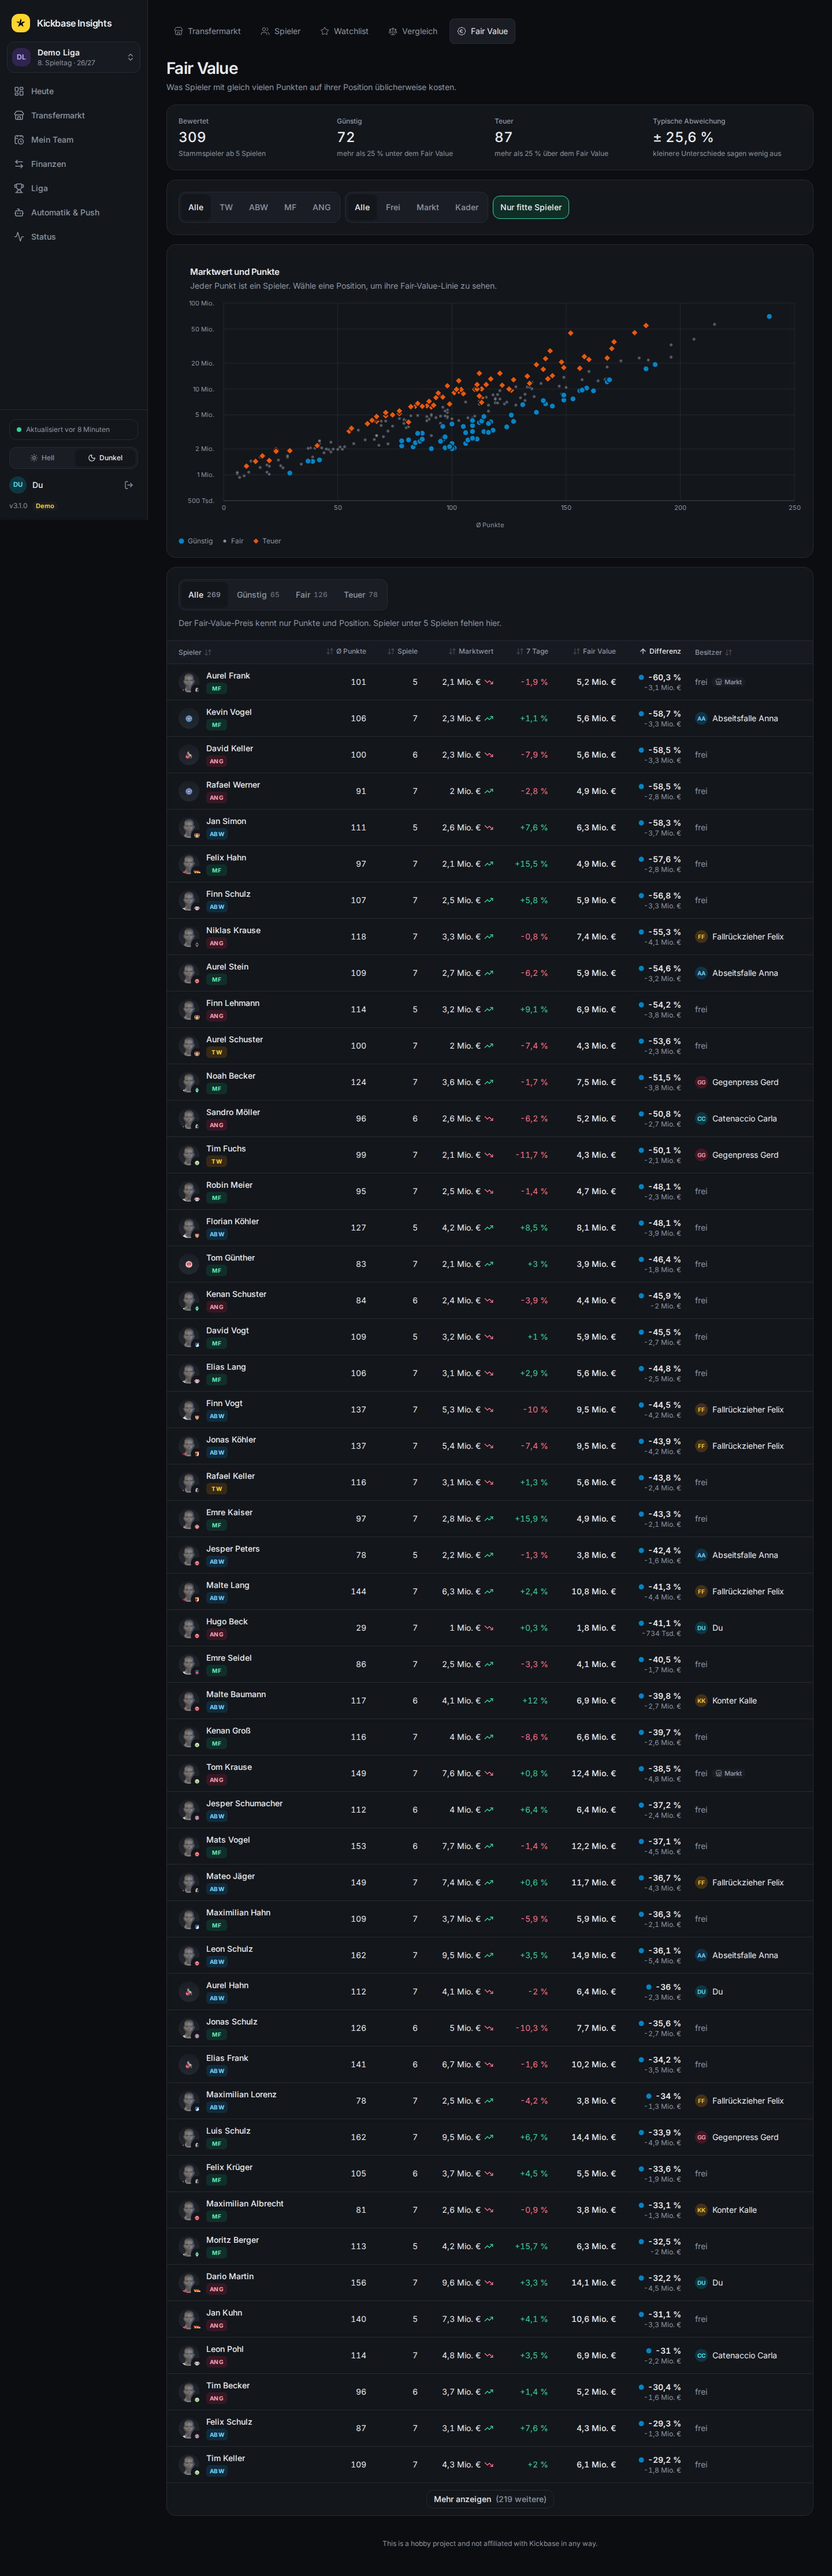 Kickbase Insights
DL
Demo Liga
8. Spieltag · 26/27
Heute
Transfermarkt
Mein Team
Finanzen
Liga
Automatik & Push
Status
Aktualisiert vor 8 Minuten
Hell
Dunkel
DU
Du
v3.1.0 Demo
Transfermarkt
Spieler
Watchlist
Vergleich
Fair Value
Fair Value
Was Spieler mit gleich vielen Punkten auf ihrer Position üblicherweise kosten.
Bewertet
309
Stammspieler ab 5 Spielen
Günstig
72
mehr als 25 % unter dem Fair Value
Teuer
87
mehr als 25 % über dem Fair Value
Typische Abweichung
± 25,6 %
kleinere Unterschiede sagen wenig aus
Alle TW ABW MF ANG
Alle Frei Markt Kader
Nur fitte Spieler
Marktwert und Punkte
Jeder Punkt ist ein Spieler. Wähle eine Position, um ihre Fair-Value-Linie zu sehen.
100 Mio.
50 Mio.
20 Mio.
10 Mio.
5 Mio.
2 Mio.
1 Mio.
500 Tsd.
0 50 100 150 200 250
Ø Punkte
Günstig Fair Teuer
Alle 269 Günstig 65 Fair 126 Teuer 78
Der Fair-Value-Preis kennt nur Punkte und Position. Spieler unter 5 Spielen fehlen hier.
Spieler Ø Punkte Spiele Marktwert 7 Tage Fair Value Differenz Besitzer
Aurel Frank MF 101 5 2,1 Mio. € -1,9 % 5,2 Mio. € -60,3 % -3,1 Mio. € frei Markt
Kevin Vogel MF 106 7 2,3 Mio. € +1,1 % 5,6 Mio. € -58,7 % -3,3 Mio. € AA Abseitsfalle Anna
David Keller ANG 100 6 2,3 Mio. € -7,9 % 5,6 Mio. € -58,5 % -3,3 Mio. € frei
Rafael Werner ANG 91 7 2 Mio. € -2,8 % 4,9 Mio. € -58,5 % -2,8 Mio. € frei
Jan Simon ABW 111 5 2,6 Mio. € +7,6 % 6,3 Mio. € -58,3 % -3,7 Mio. € frei
Felix Hahn MF 97 7 2,1 Mio. € +15,5 % 4,9 Mio. € -57,6 % -2,8 Mio. € frei
Finn Schulz ABW 107 7 2,5 Mio. € +5,8 % 5,9 Mio. € -56,8 % -3,3 Mio. € frei
Niklas Krause ANG 118 7 3,3 Mio. € -0,8 % 7,4 Mio. € -55,3 % -4,1 Mio. € FF Fallrückzieher Felix
Aurel Stein MF 109 7 2,7 Mio. € -6,2 % 5,9 Mio. € -54,6 % -3,2 Mio. € AA Abseitsfalle Anna
Finn Lehmann ANG 114 5 3,2 Mio. € +9,1 % 6,9 Mio. € -54,2 % -3,8 Mio. € frei
Aurel Schuster TW 100 7 2 Mio. € -7,4 % 4,3 Mio. € -53,6 % -2,3 Mio. € frei
Noah Becker MF 124 7 3,6 Mio. € -1,7 % 7,5 Mio. € -51,5 % -3,8 Mio. € GG Gegenpress Gerd
Sandro Möller ANG 96 6 2,6 Mio. € -6,2 % 5,2 Mio. € -50,8 % -2,7 Mio. € CC Catenaccio Carla
Tim Fuchs TW 99 7 2,1 Mio. € -11,7 % 4,3 Mio. € -50,1 % -2,1 Mio. € GG Gegenpress Gerd
Robin Meier MF 95 7 2,5 Mio. € -1,4 % 4,7 Mio. € -48,1 % -2,3 Mio. € frei
Florian Köhler ABW 127 5 4,2 Mio. € +8,5 % 8,1 Mio. € -48,1 % -3,9 Mio. € frei
Tom Günther MF 83 7 2,1 Mio. € +3 % 3,9 Mio. € -46,4 % -1,8 Mio. € frei
Kenan Schuster ANG 84 6 2,4 Mio. € -3,9 % 4,4 Mio. € -45,9 % -2 Mio. € frei
David Vogt MF 109 5 3,2 Mio. € +1 % 5,9 Mio. € -45,5 % -2,7 Mio. € frei
Elias Lang MF 106 7 3,1 Mio. € +2,9 % 5,6 Mio. € -44,8 % -2,5 Mio. € frei
Finn Vogt ABW 137 7 5,3 Mio. € -10 % 9,5 Mio. € -44,5 % -4,2 Mio. € FF Fallrückzieher Felix
Jonas Köhler ABW 137 7 5,4 Mio. € -7,4 % 9,5 Mio. € -43,9 % -4,2 Mio. € FF Fallrückzieher Felix
Rafael Keller TW 116 7 3,1 Mio. € +1,3 % 5,6 Mio. € -43,8 % -2,4 Mio. € frei
Emre Kaiser MF 97 7 2,8 Mio. € +15,9 % 4,9 Mio. € -43,3 % -2,1 Mio. € frei
Jesper Peters ABW 78 5 2,2 Mio. € -1,3 % 3,8 Mio. € -42,4 % -1,6 Mio. € AA Abseitsfalle Anna
Malte Lang ABW 144 7 6,3 Mio. € +2,4 % 10,8 Mio. € -41,3 % -4,4 Mio. € FF Fallrückzieher Felix
Hugo Beck ANG 29 7 1 Mio. € +0,3 % 1,8 Mio. € -41,1 % -734 Tsd. € DU Du
Emre Seidel MF 86 7 2,5 Mio. € -3,3 % 4,1 Mio. € -40,5 % -1,7 Mio. € frei
Malte Baumann ABW 117 6 4,1 Mio. € +12 % 6,9 Mio. € -39,8 % -2,7 Mio. € KK Konter Kalle
Kenan Groß MF 116 7 4 Mio. € -8,6 % 6,6 Mio. € -39,7 % -2,6 Mio. € frei
Tom Krause ANG 149 7 7,6 Mio. € +0,8 % 12,4 Mio. € -38,5 % -4,8 Mio. € frei Markt
Jesper Schumacher ABW 112 6 4 Mio. € +6,4 % 6,4 Mio. € -37,2 % -2,4 Mio. € frei
Mats Vogel MF 153 6 7,7 Mio. € -1,4 % 12,2 Mio. € -37,1 % -4,5 Mio. € frei
Mateo Jäger ABW 149 7 7,4 Mio. € +0,6 % 11,7 Mio. € -36,7 % -4,3 Mio. € FF Fallrückzieher Felix
Maximilian Hahn MF 109 7 3,7 Mio. € -5,9 % 5,9 Mio. € -36,3 % -2,1 Mio. € frei
Leon Schulz ABW 162 7 9,5 Mio. € +3,5 % 14,9 Mio. € -36,1 % -5,4 Mio. € AA Abseitsfalle Anna
Aurel Hahn ABW 112 7 4,1 Mio. € -2 % 6,4 Mio. € -36 % -2,3 Mio. € DU Du
Jonas Schulz MF 126 6 5 Mio. € -10,3 % 7,7 Mio. € -35,6 % -2,7 Mio. € frei
Elias Frank ABW 141 6 6,7 Mio. € -1,6 % 10,2 Mio. € -34,2 % -3,5 Mio. € frei
Maximilian Lorenz ABW 78 7 2,5 Mio. € -4,2 % 3,8 Mio. € -34 % -1,3 Mio. € FF Fallrückzieher Felix
Luis Schulz MF 162 7 9,5 Mio. € +6,7 % 14,4 Mio. € -33,9 % -4,9 Mio. € GG Gegenpress Gerd
Felix Krüger MF 105 6 3,7 Mio. € +4,5 % 5,5 Mio. € -33,6 % -1,9 Mio. € frei
Maximilian Albrecht MF 81 7 2,6 Mio. € -0,9 % 3,8 Mio. € -33,1 % -1,3 Mio. € KK Konter Kalle
Moritz Berger MF 113 5 4,2 Mio. € +15,7 % 6,3 Mio. € -32,5 % -2 Mio. € frei
Dario Martin ANG 156 7 9,6 Mio. € +3,3 % 14,1 Mio. € -32,2 % -4,5 Mio. € DU Du
Jan Kuhn ANG 140 5 7,3 Mio. € +4,1 % 10,6 Mio. € -31,1 % -3,3 Mio. € frei
Leon Pohl ANG 114 7 4,8 Mio. € +3,5 % 6,9 Mio. € -31 % -2,2 Mio. € CC Catenaccio Carla
Tim Becker ANG 96 6 3,7 Mio. € +1,4 % 5,2 Mio. € -30,4 % -1,6 Mio. € frei
Felix Schulz ABW 87 7 3,1 Mio. € +7,6 % 4,3 Mio. € -29,3 % -1,3 Mio. € frei
Tim Keller ABW 109 7 4,3 Mio. € +2 % 6,1 Mio. € -29,2 % -1,8 Mio. € frei
Mehr anzeigen (219 weitere)
This is a hobby project and not affiliated with Kickbase in any way.